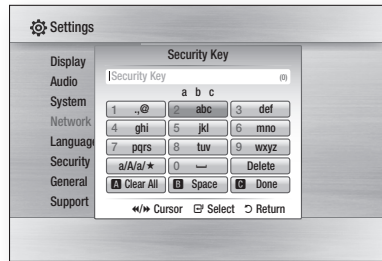 Settings
Security Key
Display
Audio
System
Network
Languag
Security
General
Support
Security Key (0)
a b c
1 .,@ 2 abc 3 def
4 ghi 5 jkl 6 mno
7 pqrs 8 tuv 9 wxyz
a/A/a/★ 0 ⎵ Delete
A Clear All B Space C Done
◀◀/▶▶ Cursor Select Return